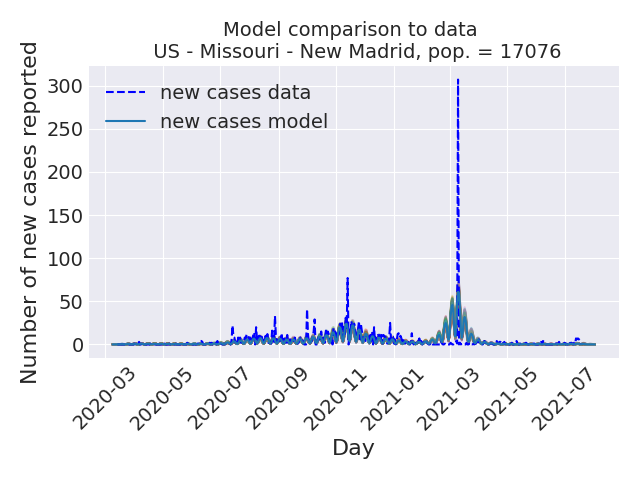 Model comparison to data
US - Missouri - New Madrid, pop. = 17076
Number of new cases reported
300
250
200
150
100
50
0
new cases data
new cases model
2020-03
2020-05
2020-07
2020-09
2020-11
2021-01
2021-03
2021-05
2021-07
Day